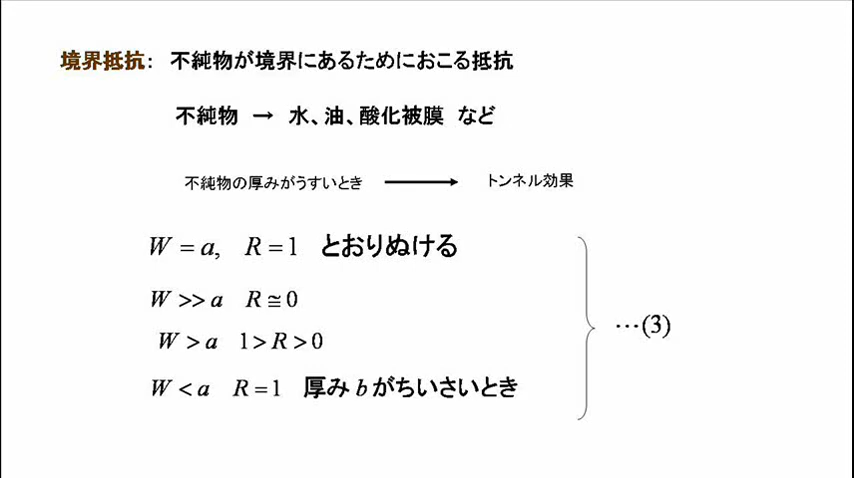 境界抵抗： 不純物が境界にあるためにおこる抵抗
不純物 → 水、油、酸化被膜 など
不純物の厚みがうすいとき → トンネル効果
W = a, R = 1 とおりぬける
W >> a R ≅ 0
W > a 1 > R > 0
W < a R = 1 厚み b がちいさいとき
…(3)